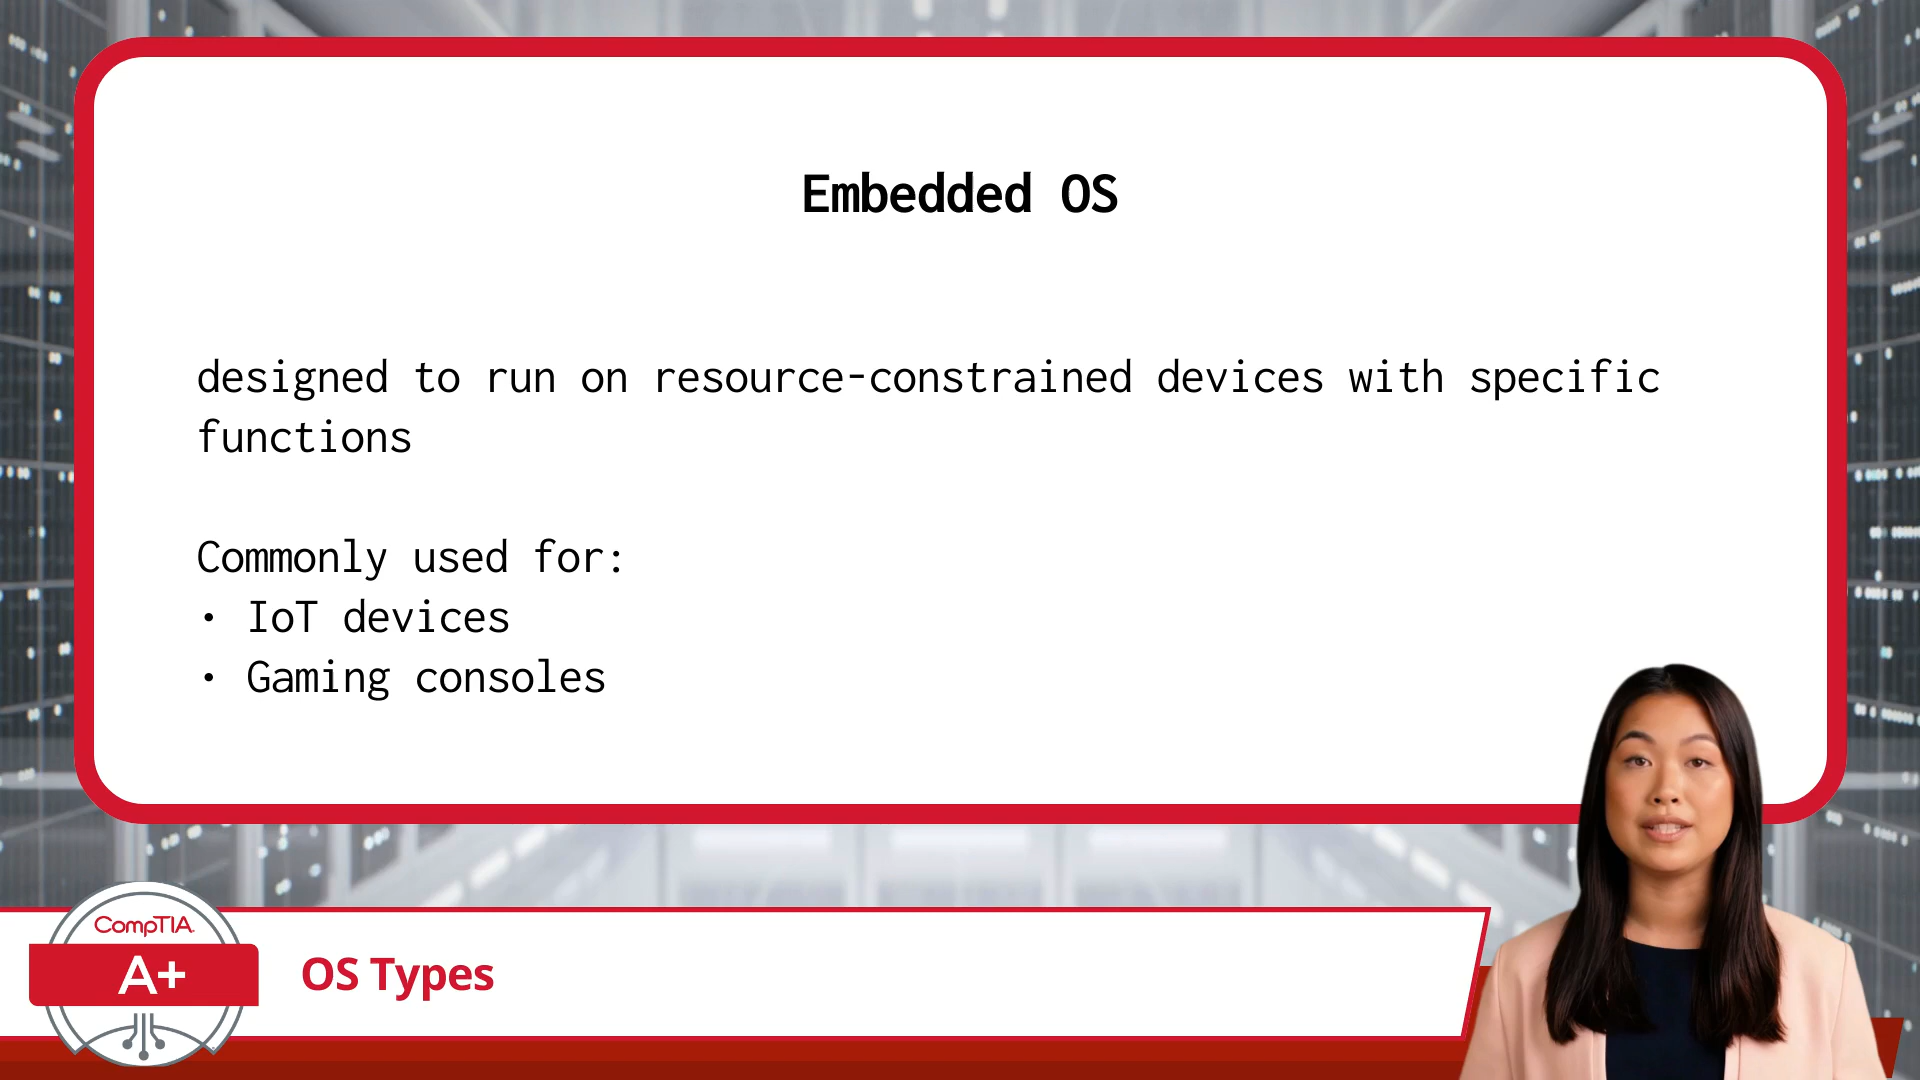 Embedded OS
designed to run on resource-constrained devices with specific
functions
Commonly used for:
• IoT devices
• Gaming consoles
CompTIA.
A+
OS Types